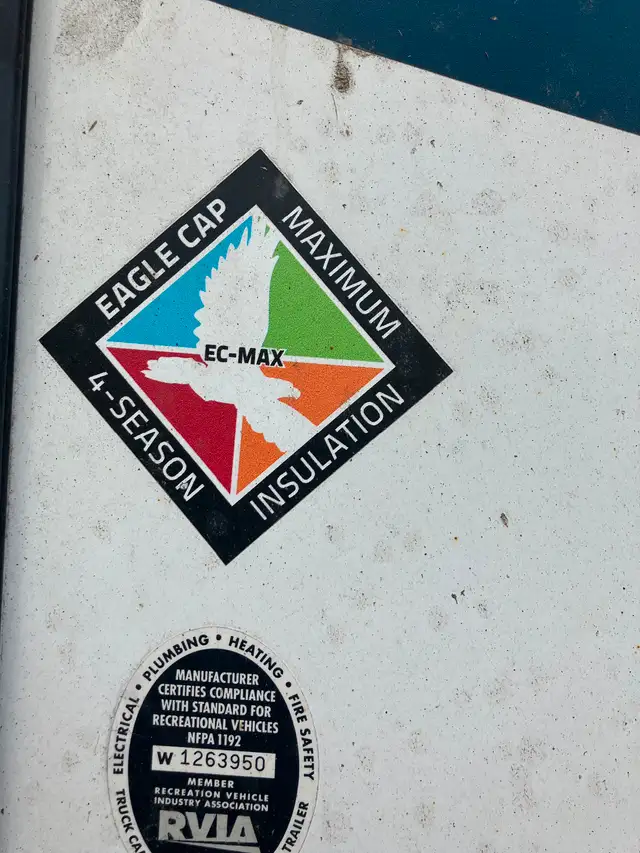 EAGLE CAP
MAXIMUM
EC-MAX
4-SEASON
INSULATION
ELECTRICAL • PLUMBING • HEATING • FIRE SAFETY
MANUFACTURER
CERTIFIES COMPLIANCE
WITH STANDARD FOR
RECREATIONAL VEHICLES
NFPA 1192
W 1263950
MEMBER
RECREATION VEHICLE
INDUSTRY ASSOCIATION
RVIA
TRUCK
TRAILER